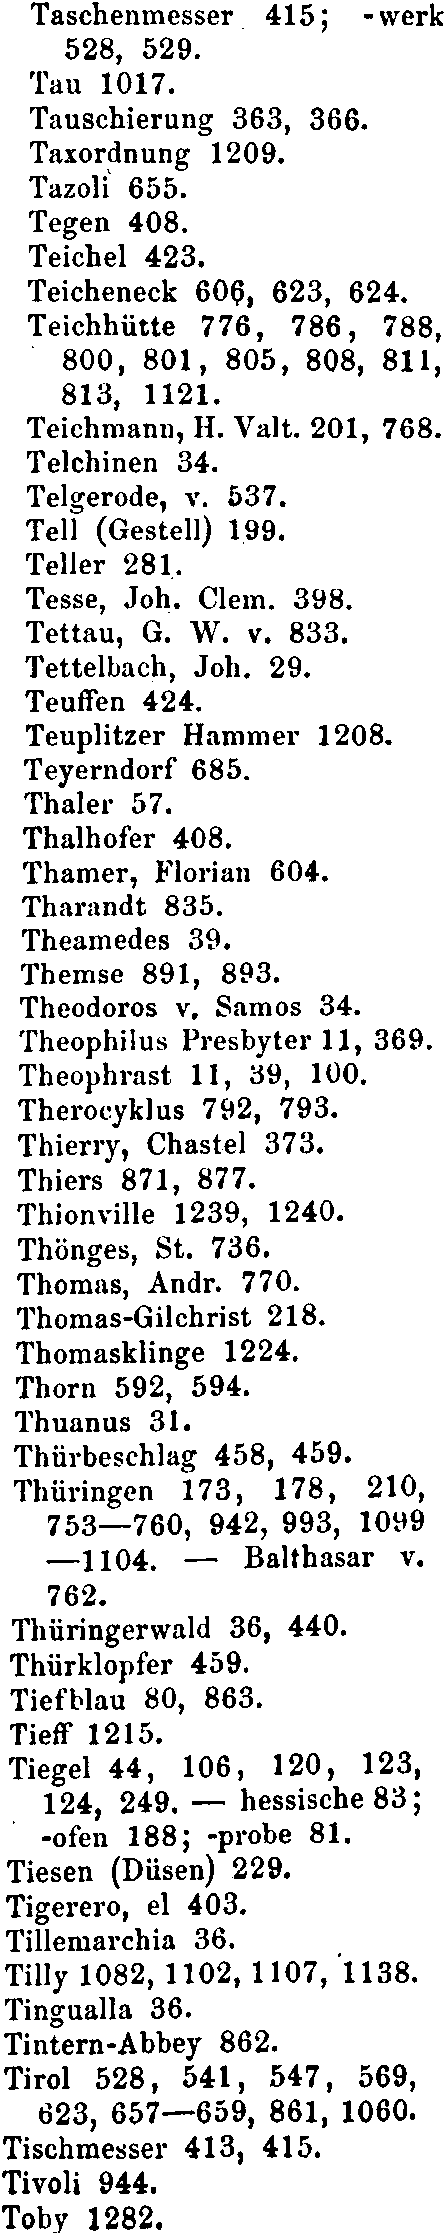 Taschenmesser 415; -werk
528, 529.
Tau 1017.
Tauschierung 363, 366.
Taxordnung 1209.
Tazoli 655.
Tegen 408.
Teichel 423.
Teicheneck 606, 623, 624.
Teichhütte 776, 786, 788,
800, 801, 805, 808, 811,
813, 1121.
Teichmann, H. Valt. 201, 768.
Telchinen 34.
Telgerode, v. 537.
Tell (Gestell) 199.
Teller 281.
Tesse, Joh. Clem. 398.
Tettau, G. W. v. 833.
Tettelbach, Joh. 29.
Teuffen 424.
Teuplitzer Hammer 1208.
Teyerndorf 685.
Thaler 57.
Thalhofer 408.
Thamer, Florian 604.
Tharandt 835.
Theamedes 39.
Themse 891, 893.
Theodoros v. Samos 34.
Theophilus Presbyter 11, 369.
Theophrast 11, 39, 100.
Therocyklus 792, 793.
Thierry, Chastel 373.
Thiers 871, 877.
Thionville 1239, 1240.
Thönges, St. 736.
Thomas, Andr. 770.
Thomas-Gilchrist 218.
Thomasklinge 1224.
Thorn 592, 594.
Thuanus 31.
Thürbeschlag 458, 459.
Thüringen 173, 178, 210,
753—760, 942, 993, 1099
—1104. — Balthasar v.
762.
Thüringerwald 36, 440.
Thürklopfer 459.
Tiefblau 80, 863.
Tieff 1215.
Tiegel 44, 106, 120, 123,
124, 249. — hessische 83;
-ofen 188; -probe 81.
Tiesen (Düsen) 229.
Tigerero, el 403.
Tillemarchia 36.
Tilly 1082, 1102, 1107, 1138.
Tingualla 36.
Tintern-Abbey 862.
Tirol 528, 541, 547, 569,
623, 657—659, 861, 1060.
Tischmesser 413, 415.
Tivoli 944.
Toby 1282.